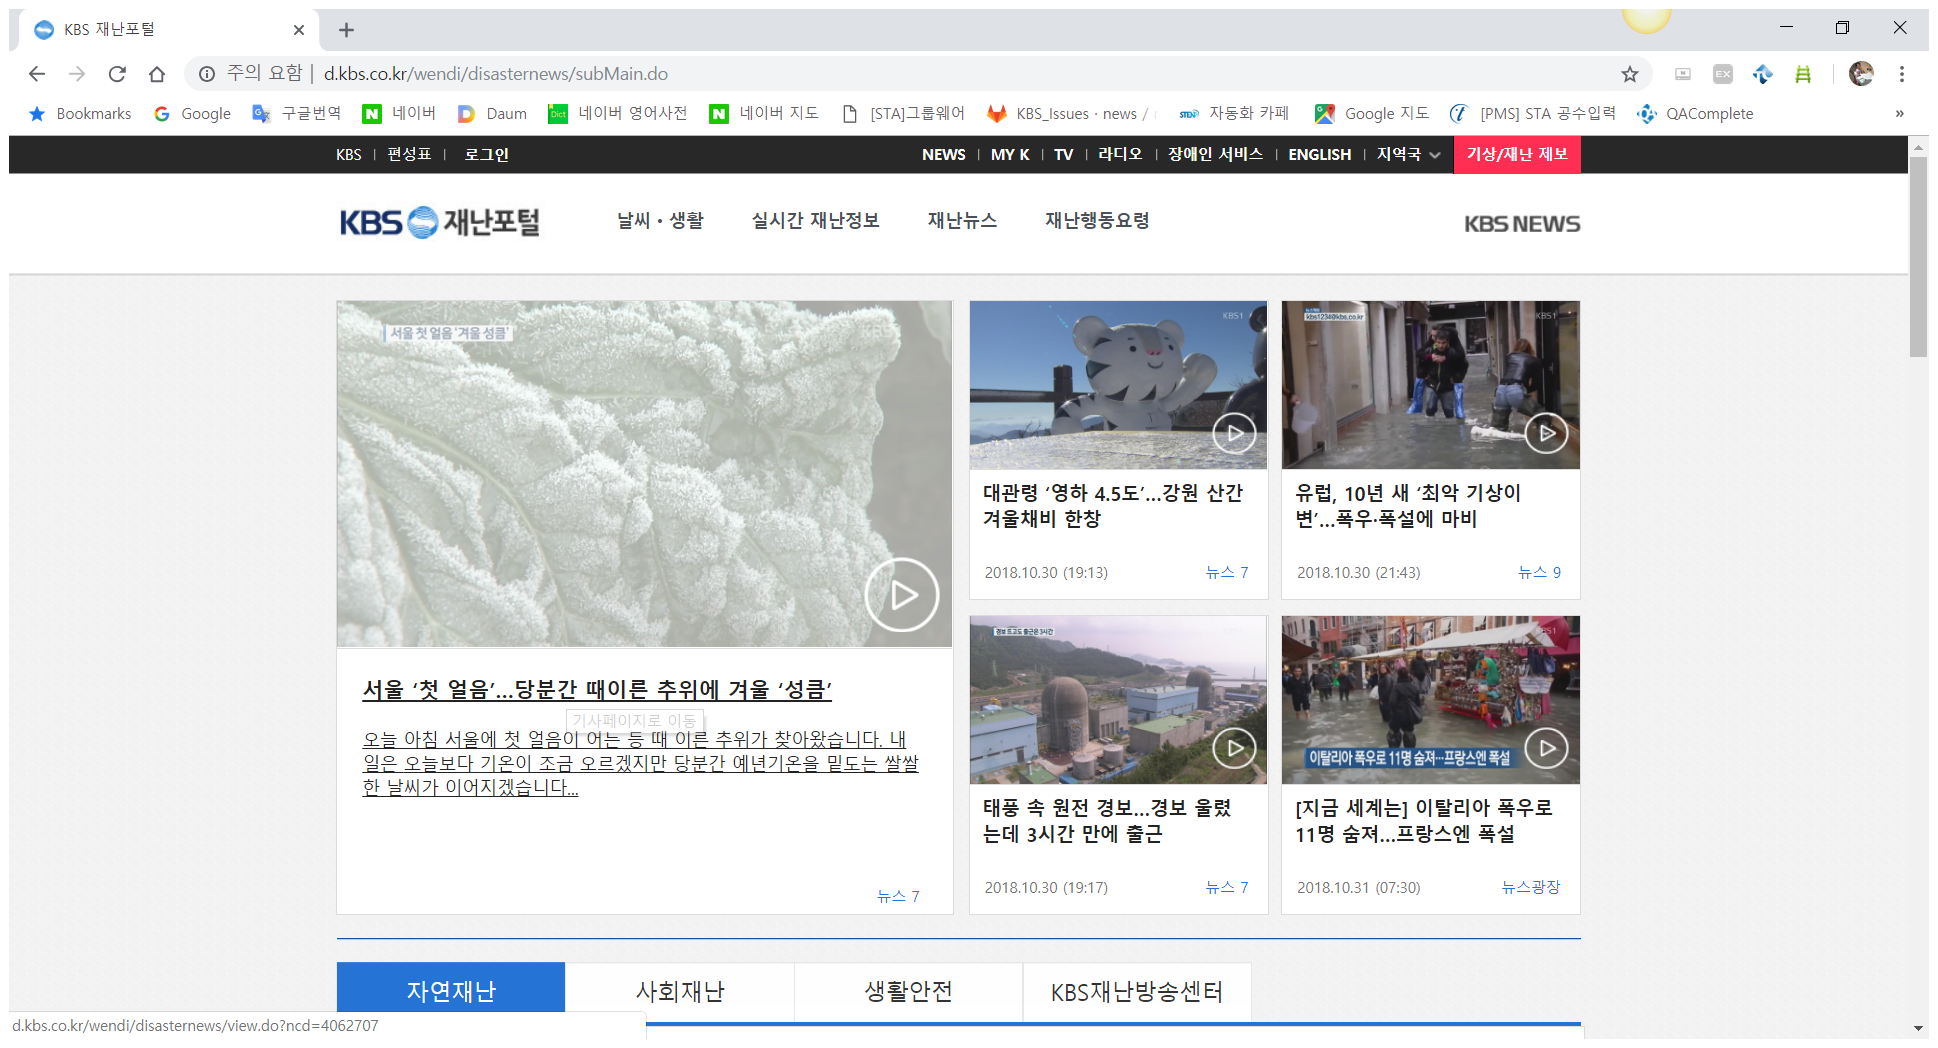 KBS 재난포털
주의 요함 | d.kbs.co.kr/wendi/disasternews/subMain.do
Bookmarks Google 구글번역 네이버 Daum 네이버 영어사전 네이버 지도 [STA]그룹웨어 KBS_Issues · news / 자동화 카페 Google 지도 [PMS] STA 공수입력 QAComplete »
KBS | 편성표 | 로그인
NEWS | MY K | TV | 라디오 | 장애인 서비스 | ENGLISH | 지역국 기상/재난 제보
KBS 재난포털 날씨・생활 실시간 재난정보 재난뉴스 재난행동요령 KBS NEWS
서울 첫 얼음 '겨울 성큼'
서울 ‘첫 얼음’…당분간 때이른 추위에 겨울 ‘성큼’
기사페이지로 이동
오늘 아침 서울에 첫 얼음이 어는 등 때 이른 추위가 찾아왔습니다. 내
일은 오늘보다 기온이 조금 오르겠지만 당분간 예년기온을 밑도는 쌀쌀
한 날씨가 이어지겠습니다...
뉴스 7
KBS1
대관령 ‘영하 4.5도’…강원 산간
겨울채비 한창
2018.10.30 (19:13) 뉴스 7
kbs1234@kbs.co.kr
KBS1
유럽, 10년 새 ‘최악 기상이
변’…폭우·폭설에 마비
2018.10.30 (21:43) 뉴스 9
경보 뜨고도 출근은 3시간
태풍 속 원전 경보…경보 울렸
는데 3시간 만에 출근
2018.10.30 (19:17) 뉴스 7
이탈리아 폭우로 11명 숨져…프랑스엔 폭설
[지금 세계는] 이탈리아 폭우로
11명 숨져…프랑스엔 폭설
2018.10.31 (07:30) 뉴스광장
자연재난 사회재난 생활안전 KBS재난방송센터
d.kbs.co.kr/wendi/disasternews/view.do?ncd=4062707